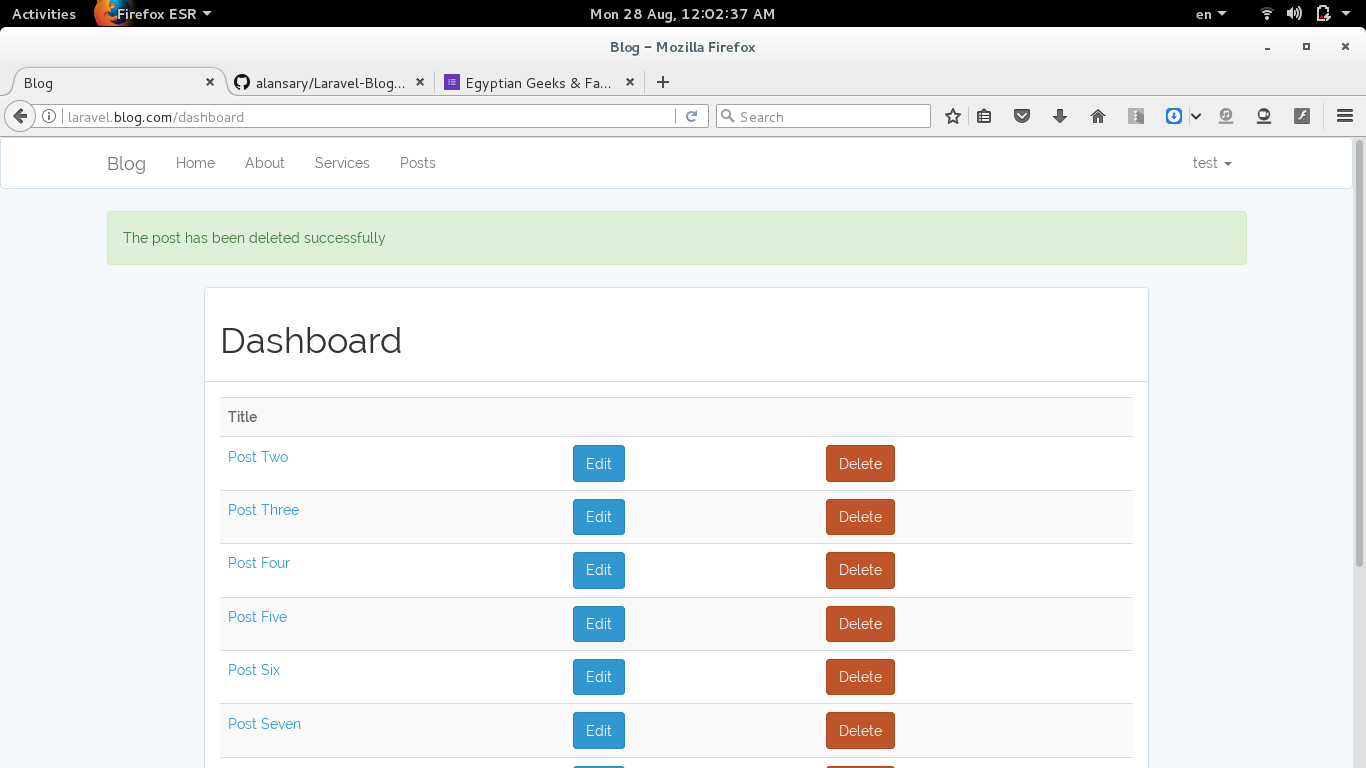 Activities Firefox ESR Mon 28 Aug, 12:02:37 AM en
Blog – Mozilla Firefox
Blog alansary/Laravel-Blog... Egyptian Geeks & Fa...
laravel.blog.com/dashboard Search
Blog Home About Services Posts test
The post has been deleted successfully
Dashboard
Title
Post Two Edit Delete
Post Three Edit Delete
Post Four Edit Delete
Post Five Edit Delete
Post Six Edit Delete
Post Seven Edit Delete